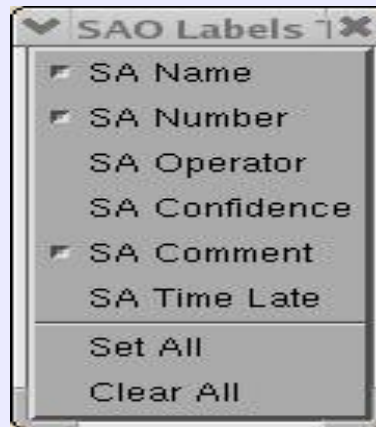 SAO Labels
SA Name
SA Number
SA Operator
SA Confidence
SA Comment
SA Time Late
Set All
Clear All